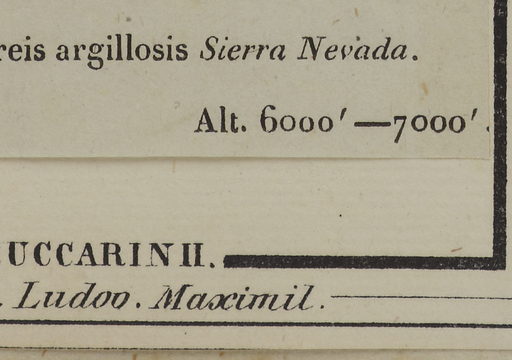 reis argillosis Sierra Nevada.
Alt. 6000′—7000′.
UCCARINII.
. Ludov. Maximil.